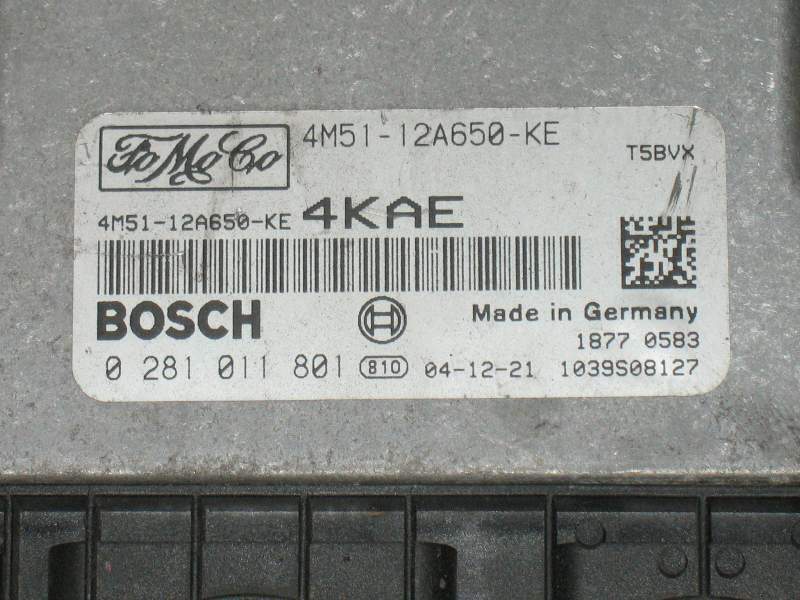 FoMoCo 4M51-12A650-KE
T5BVX
4M51-12A650-KE 4KAE
BOSCH Made in Germany
1877 0583
0 281 011 801 810 04-12-21 1039S08127